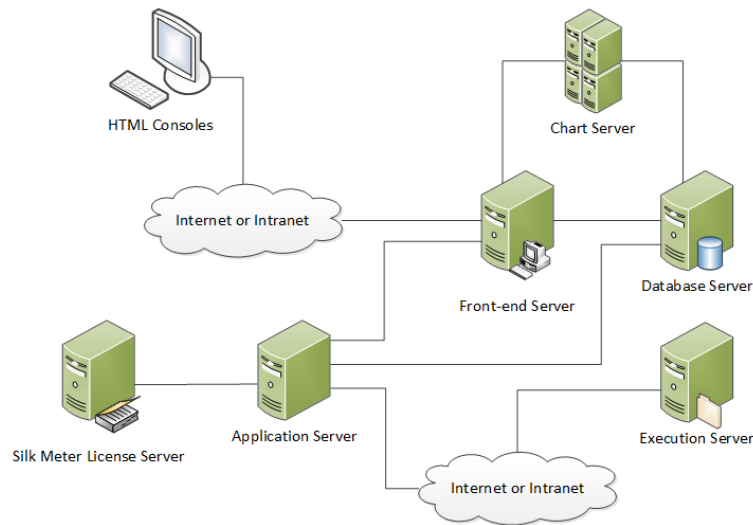 HTML Consoles
Chart Server
Internet or Intranet
Front-end Server
Database Server
Silk Meter License Server
Application Server
Execution Server
Internet or Intranet